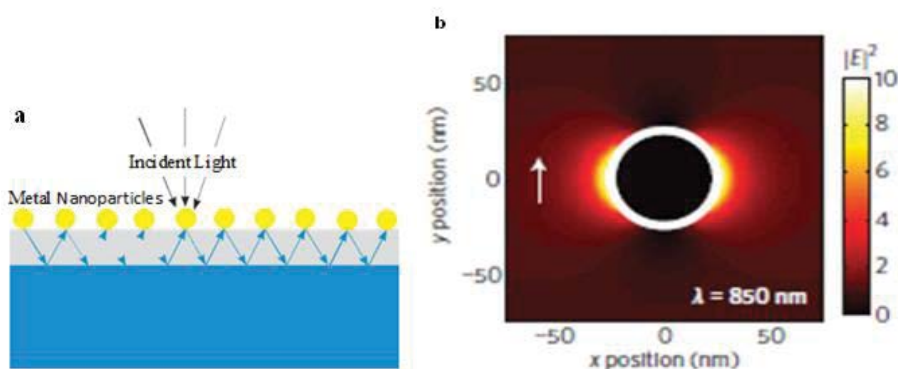 a
Incident Light
Metal Nanoparticles
b
|E|²
10
8
6
4
2
0
y position (nm)
50
0
−50
λ = 850 nm
−50
0
50
x position (nm)